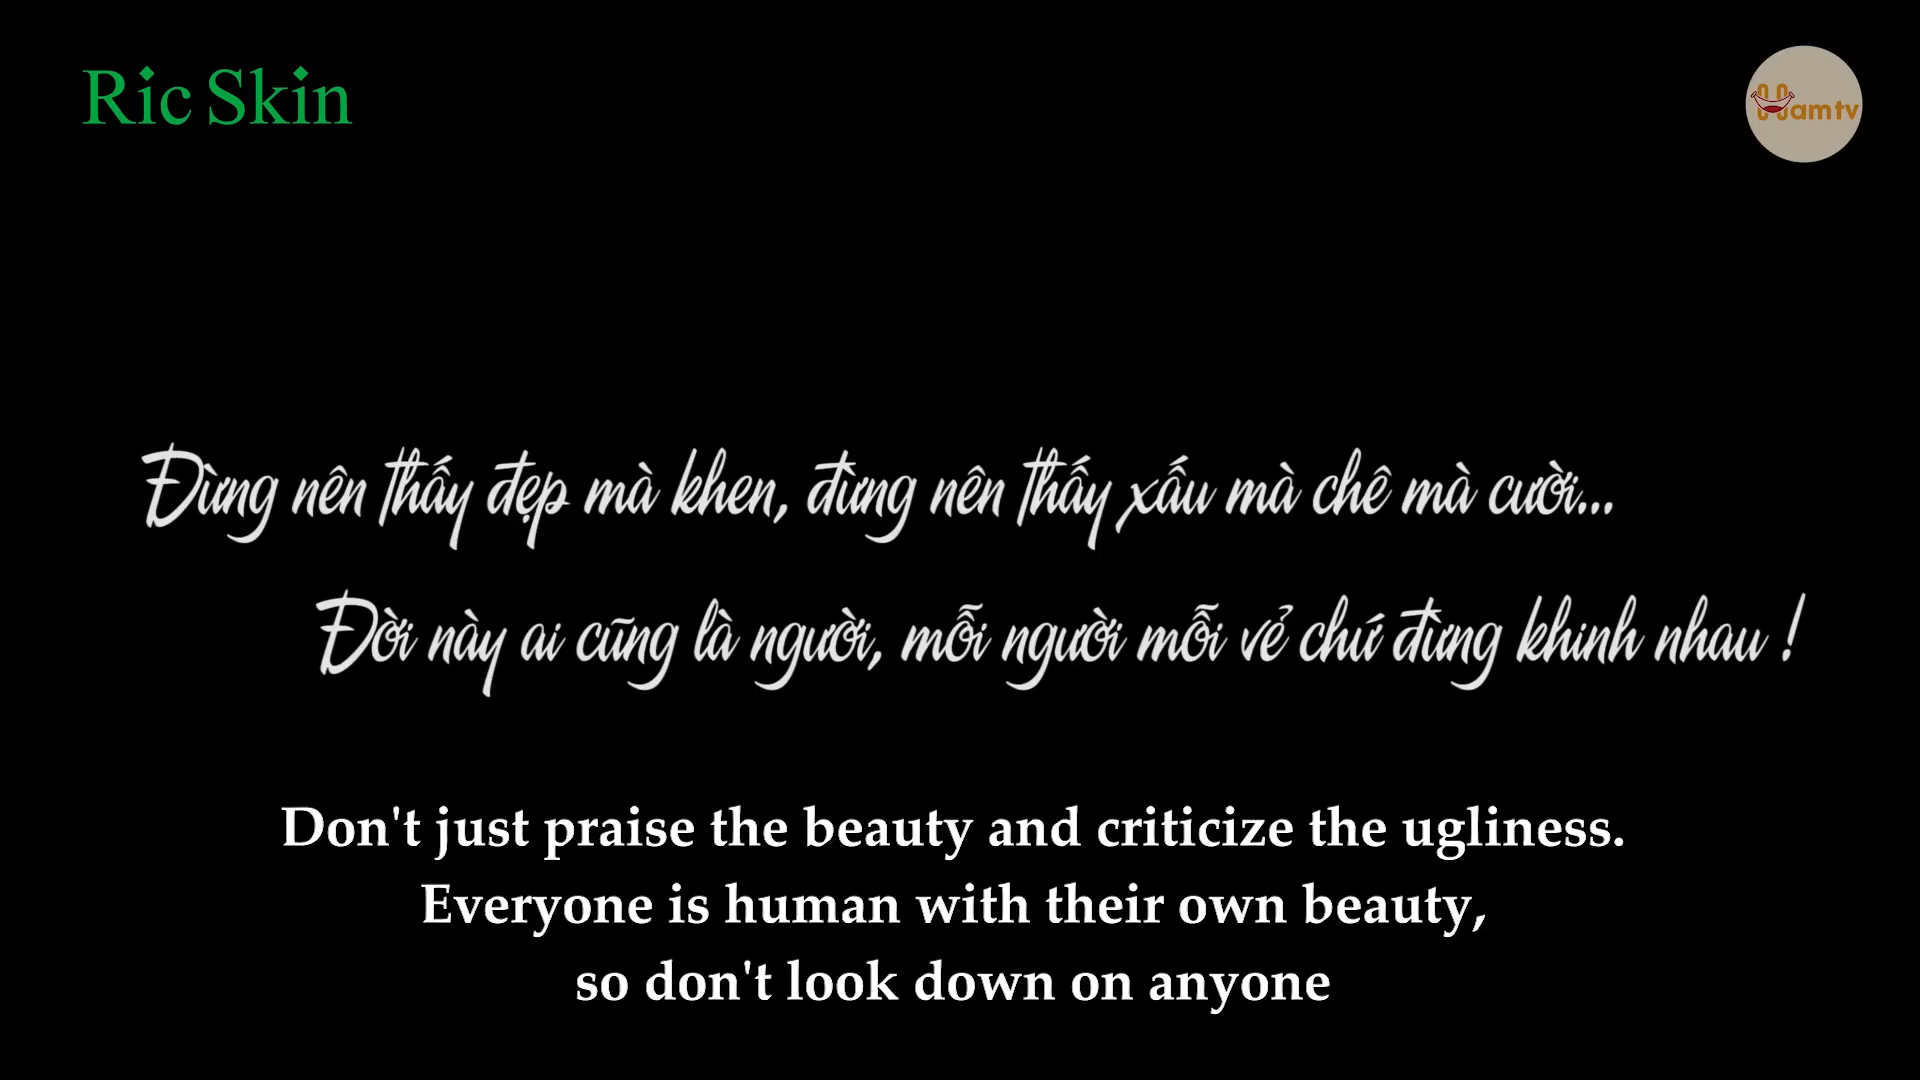 Ric Skin
Hamtv
Đừng nên thấy đẹp mà khen, đừng nên thấy xấu mà chê mà cười...
Đời này ai cũng là người, mỗi người mỗi vẻ chứ đừng khinh nhau !
Don't just praise the beauty and criticize the ugliness.
Everyone is human with their own beauty,
so don't look down on anyone